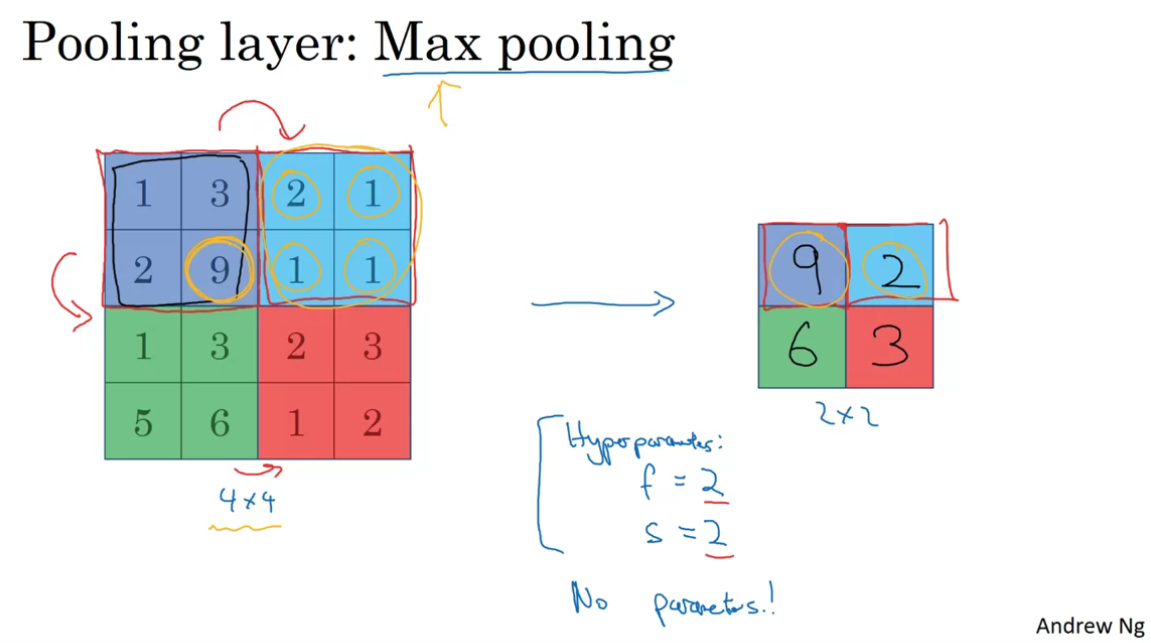 Pooling layer: Max pooling
1 3 2 1
2 9 1 1
1 3 2 3
5 6 1 2
4×4
9 2
6 3
2×2
Hyperparameters:
f = 2
s = 2
No parameters!
Andrew Ng